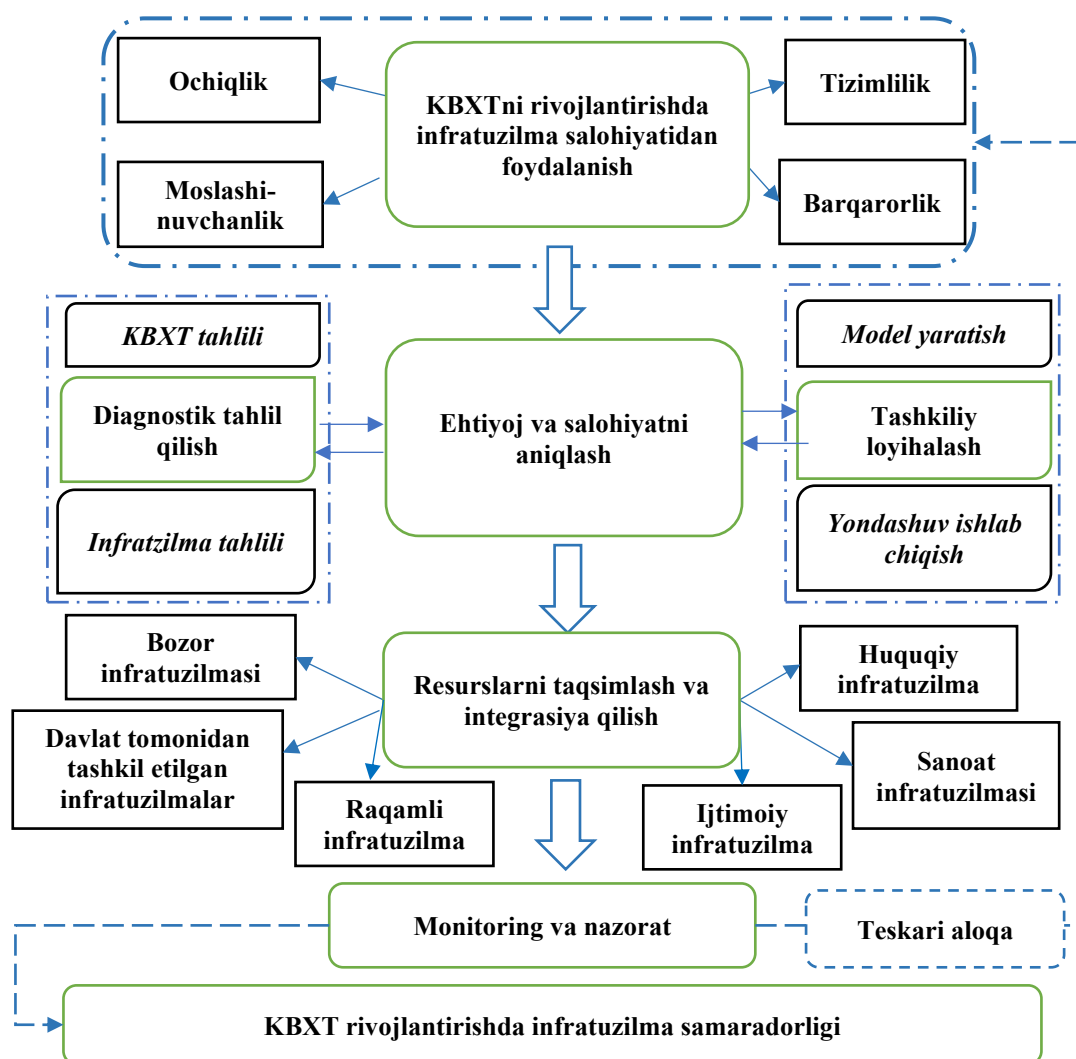 Ochiqlik
KBXTni rivojlantirishda
infratuzilma salohiyatidan
foydalanish
Tizimlilik
Moslashi-
nuvchanlik
Barqarorlik
KBXT tahlili
Diagnostik tahlil
qilish
Infratzilma tahlili
Ehtiyoj va salohiyatni
aniqlash
Model yaratish
Tashkiliy
loyihalash
Yondashuv ishlab
chiqish
Bozor
infratuzilmasi
Davlat tomonidan
tashkil etilgan
infratuzilmalar
Raqamli
infratuzilma
Resurslarni taqsimlash va
integrasiya qilish
Huquqiy
infratuzilma
Sanoat
infratuzilmasi
Ijtimoiy
infratuzilma
Monitoring va nazorat
Teskari aloqa
KBXT rivojlantirishda infratuzilma samaradorligi